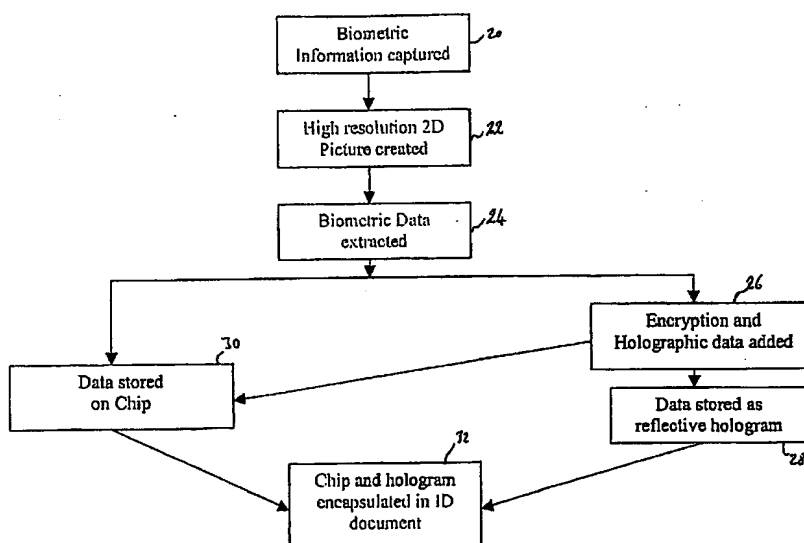 Biometric
Information captured
20
High resolution 2D
Picture created
22
Biometric Data
extracted
24
26
Encryption and
Holographic data added
30
Data stored
on Chip
Data stored as
reflective hologram
28
32
Chip and hologram
encapsulated in ID
document